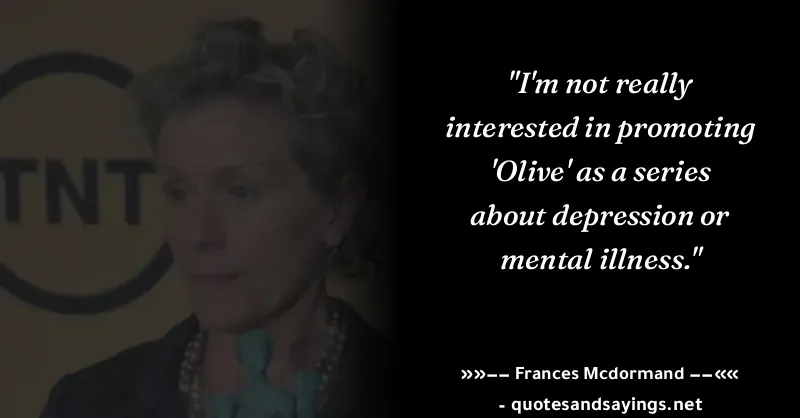 TNT
"I'm not really
interested in promoting
'Olive' as a series
about depression or
mental illness."
»»—— Frances Mcdormand ——««
- quotesandsayings.net